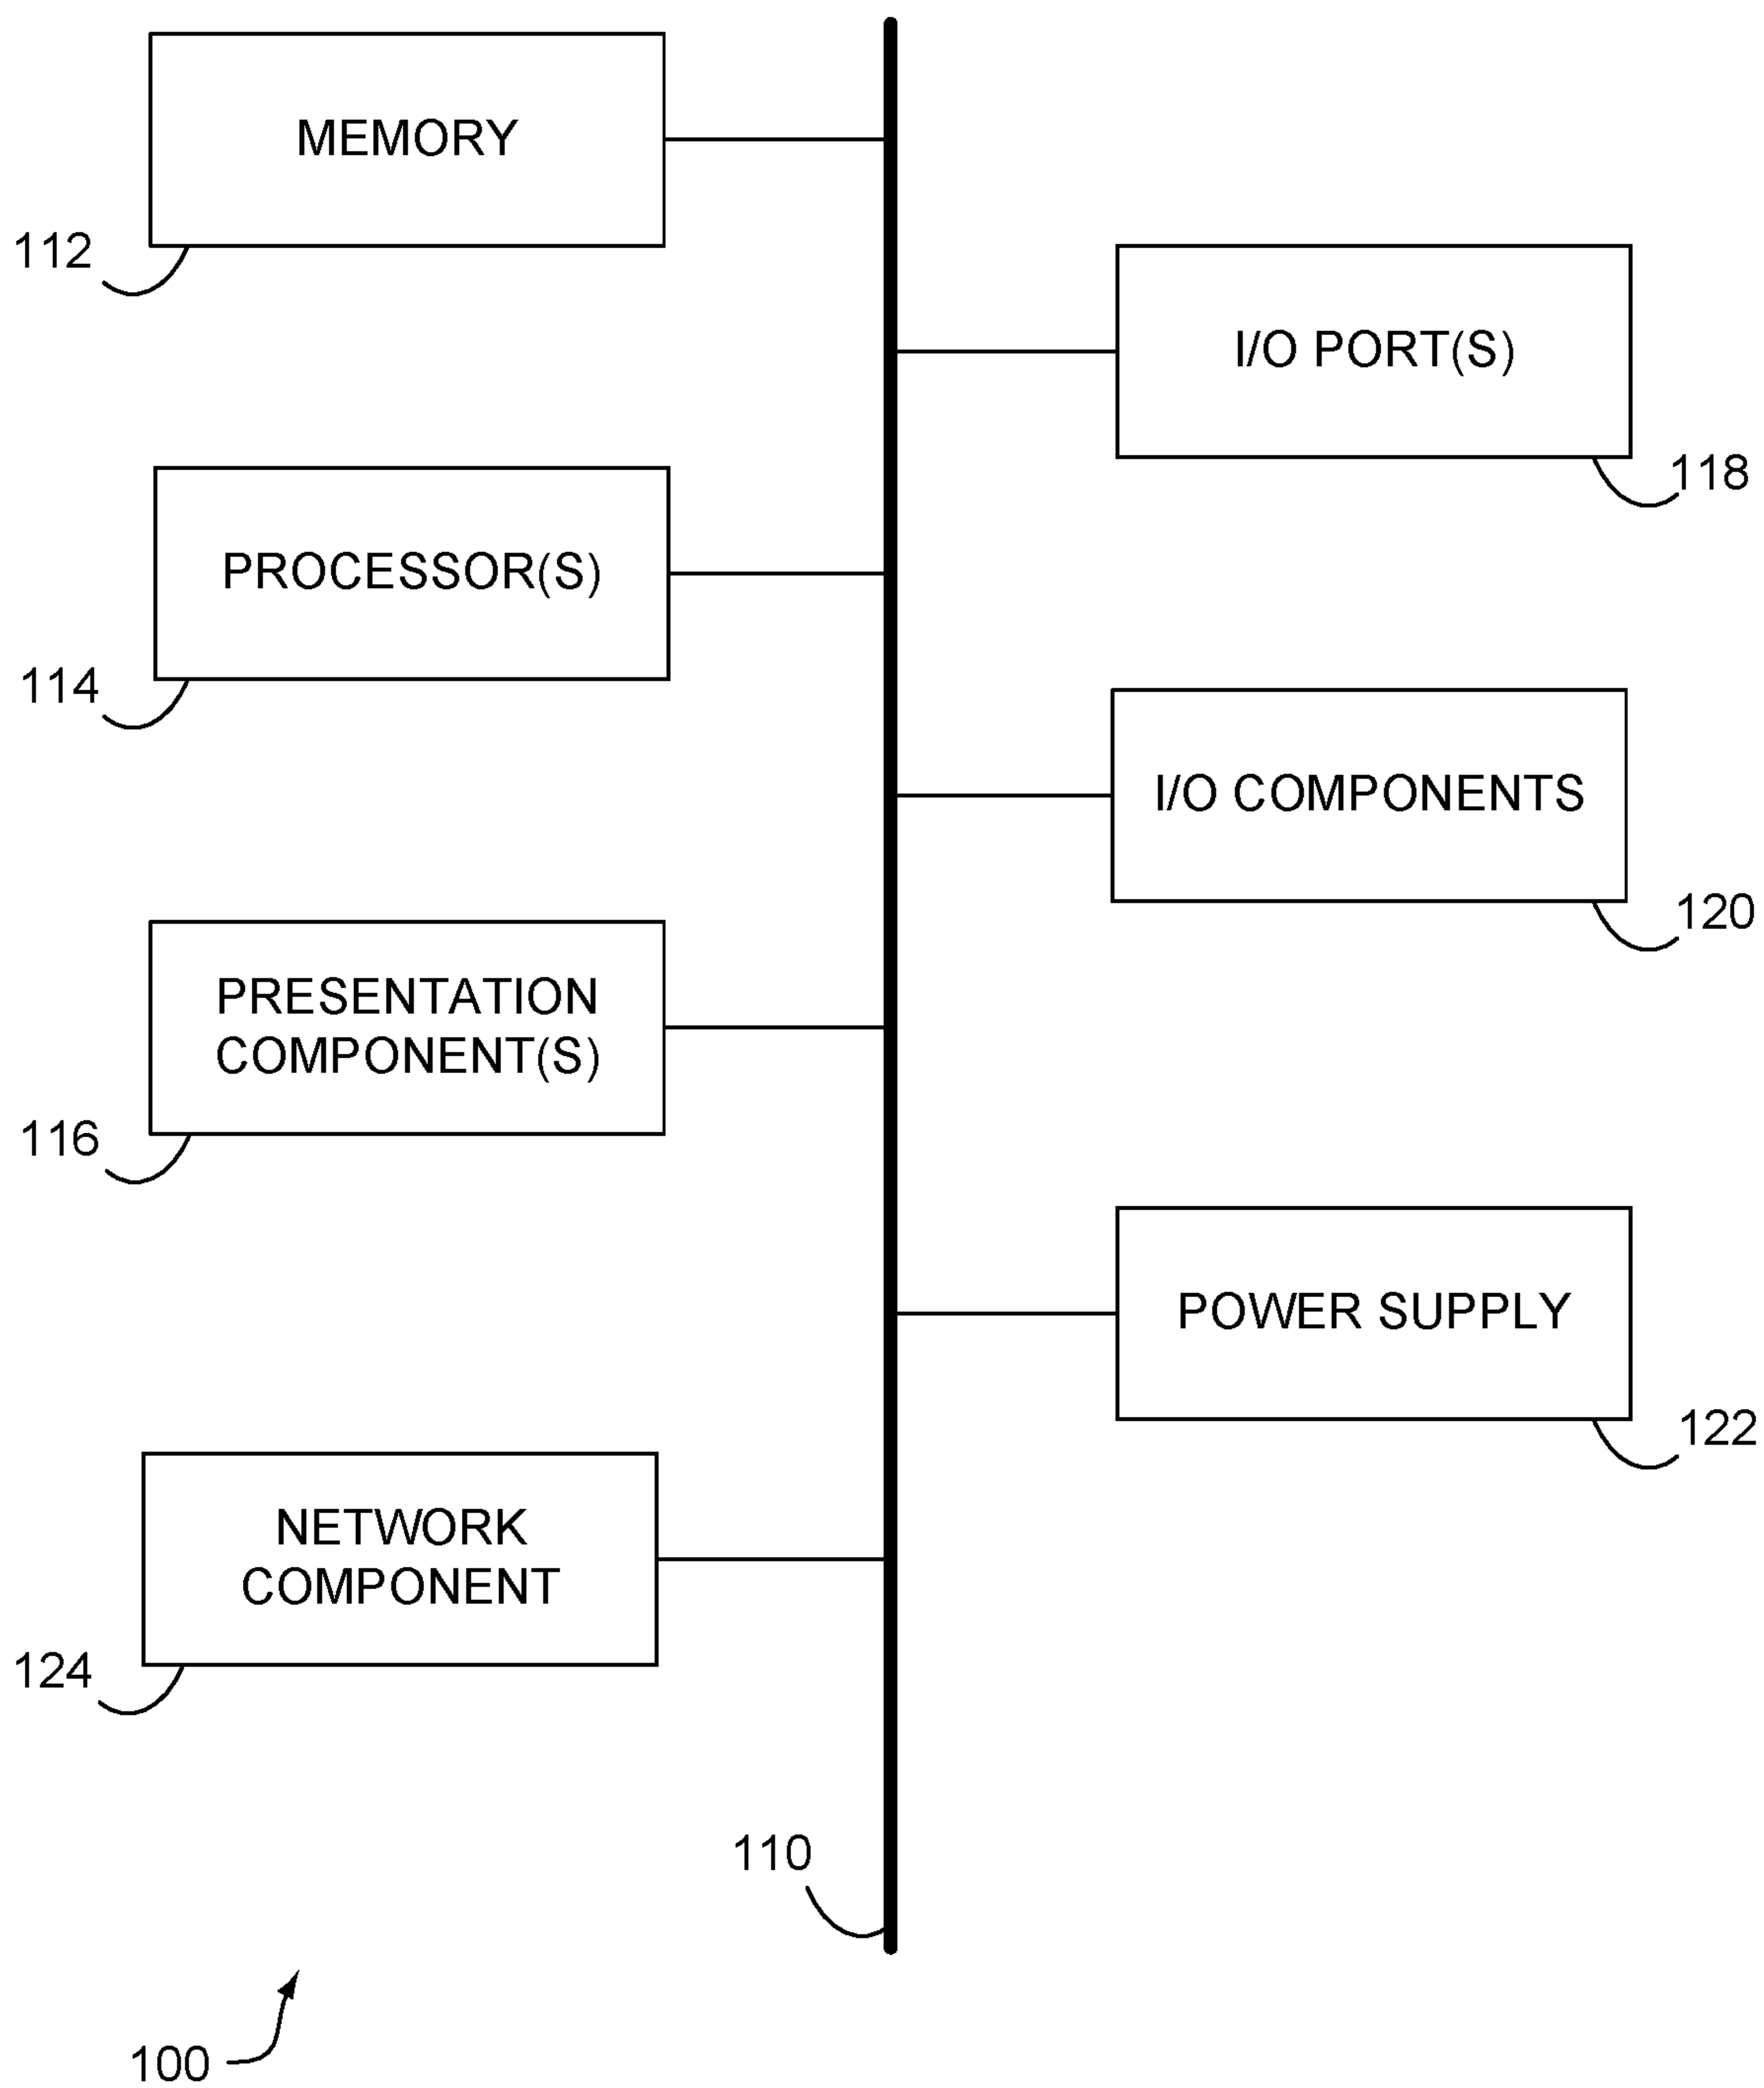 MEMORY
112
I/O PORT(S)
118
PROCESSOR(S)
114
I/O COMPONENTS
120
PRESENTATION
COMPONENT(S)
116
POWER SUPPLY
122
NETWORK
COMPONENT
124
110
100